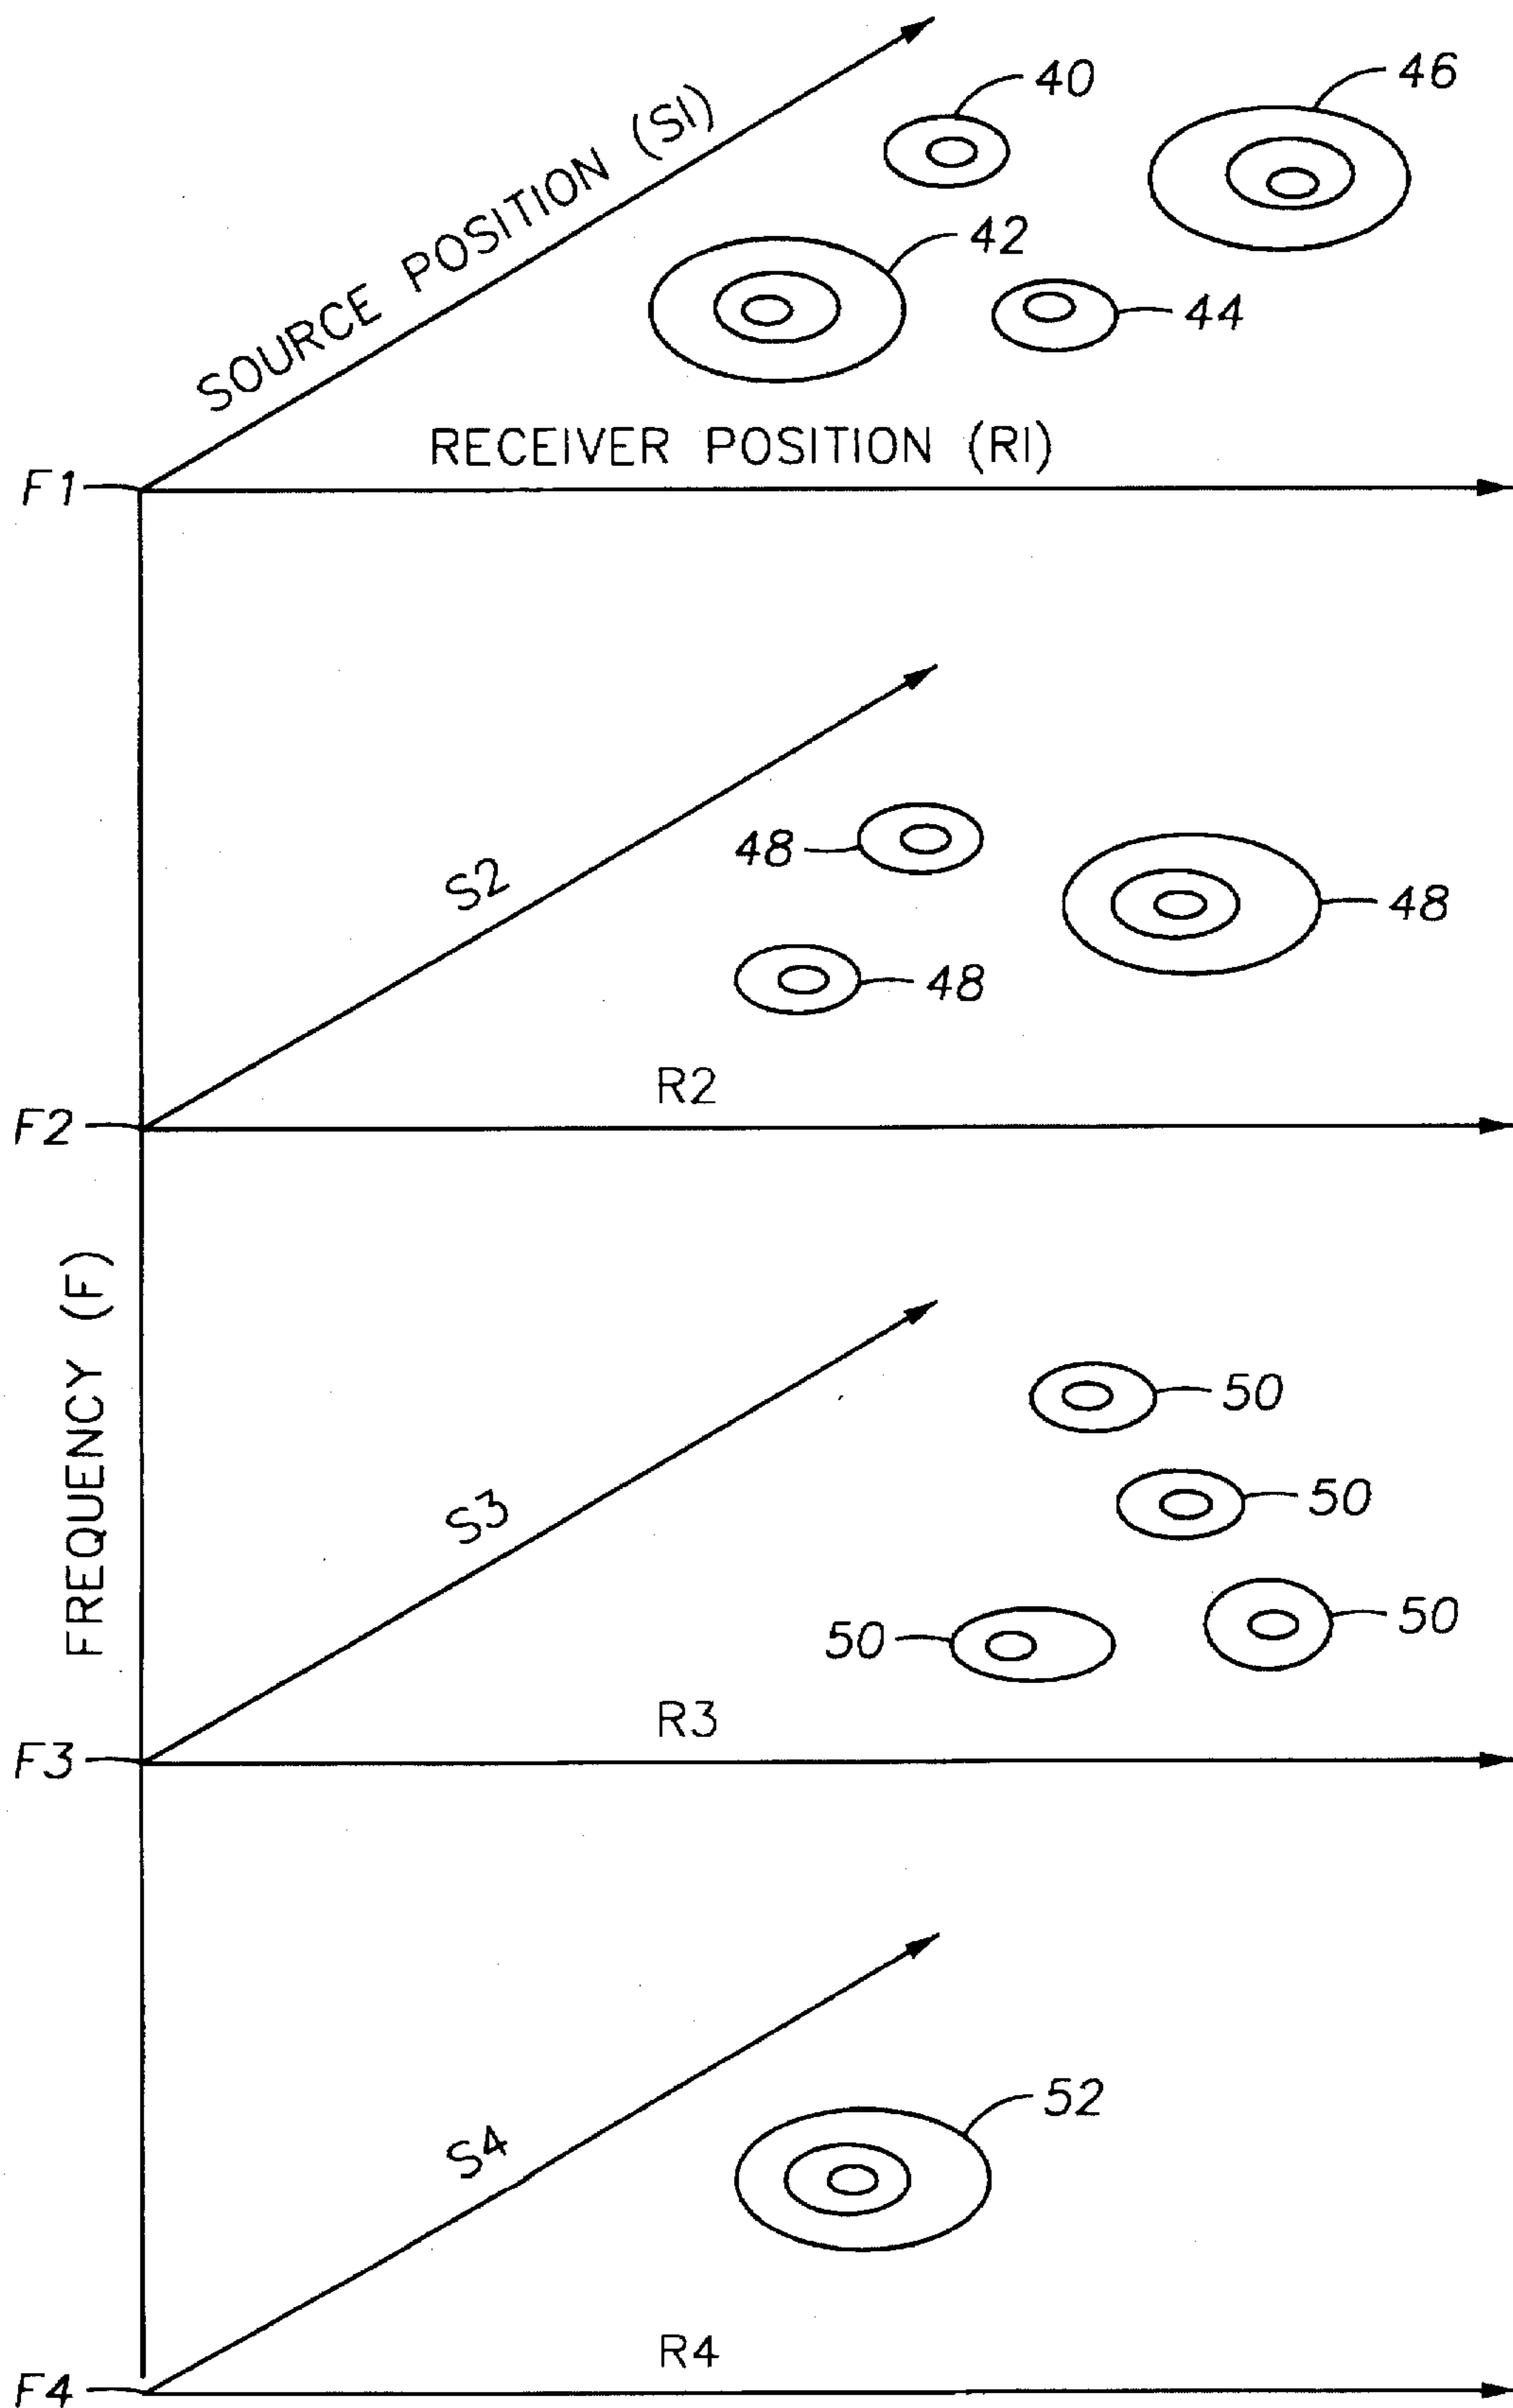 40
46
SOURCE POSITION (SI)
42
44
RECEIVER POSITION (RI)
F1
S2
48
48
48
R2
F2
FREQUENCY (F)
S3
50
50
50
50
R3
F3
S4
52
R4
F4